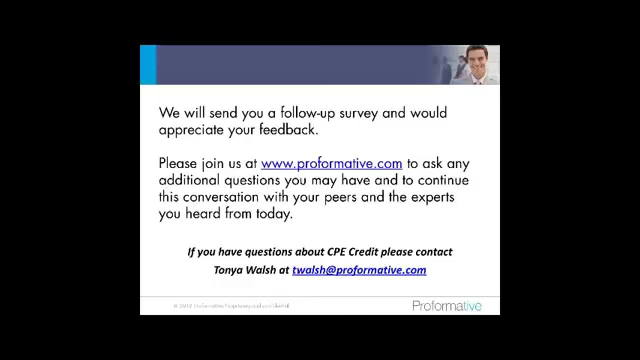 We will send you a follow-up survey and would
appreciate your feedback.
Please join us at www.proformative.com to ask any
additional questions you may have and to continue
this conversation with your peers and the experts
you heard from today.
If you have questions about CPE Credit please contact
Tonya Walsh at twalsh@proformative.com
Proformative